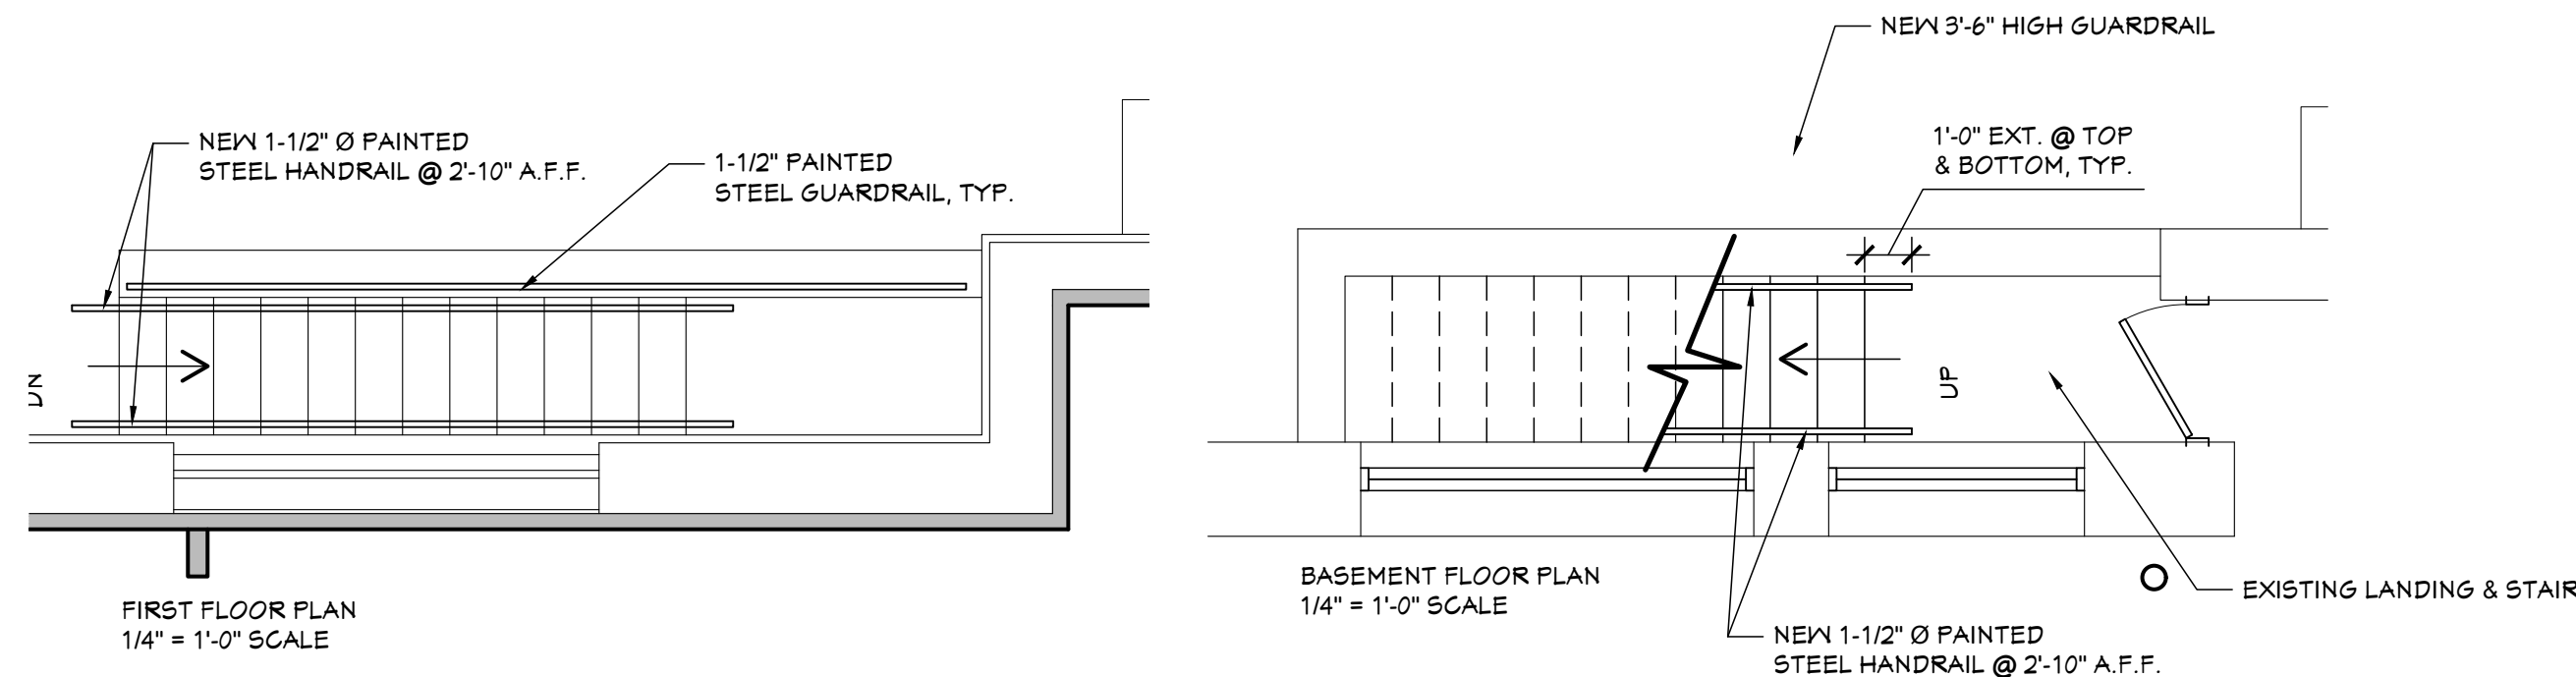 NEW 3'-6" HIGH GUARDRAIL
NEW 1-1/2" Ø PAINTED
STEEL HANDRAIL @ 2'-10" A.F.F.
1-1/2" PAINTED
STEEL GUARDRAIL, TYP.
1'-0" EXT. @ TOP
& BOTTOM, TYP.
DN
UP
FIRST FLOOR PLAN
1/4" = 1'-0" SCALE
BASEMENT FLOOR PLAN
1/4" = 1'-0" SCALE
EXISTING LANDING & STAIR
NEW 1-1/2" Ø PAINTED
STEEL HANDRAIL @ 2'-10" A.F.F.